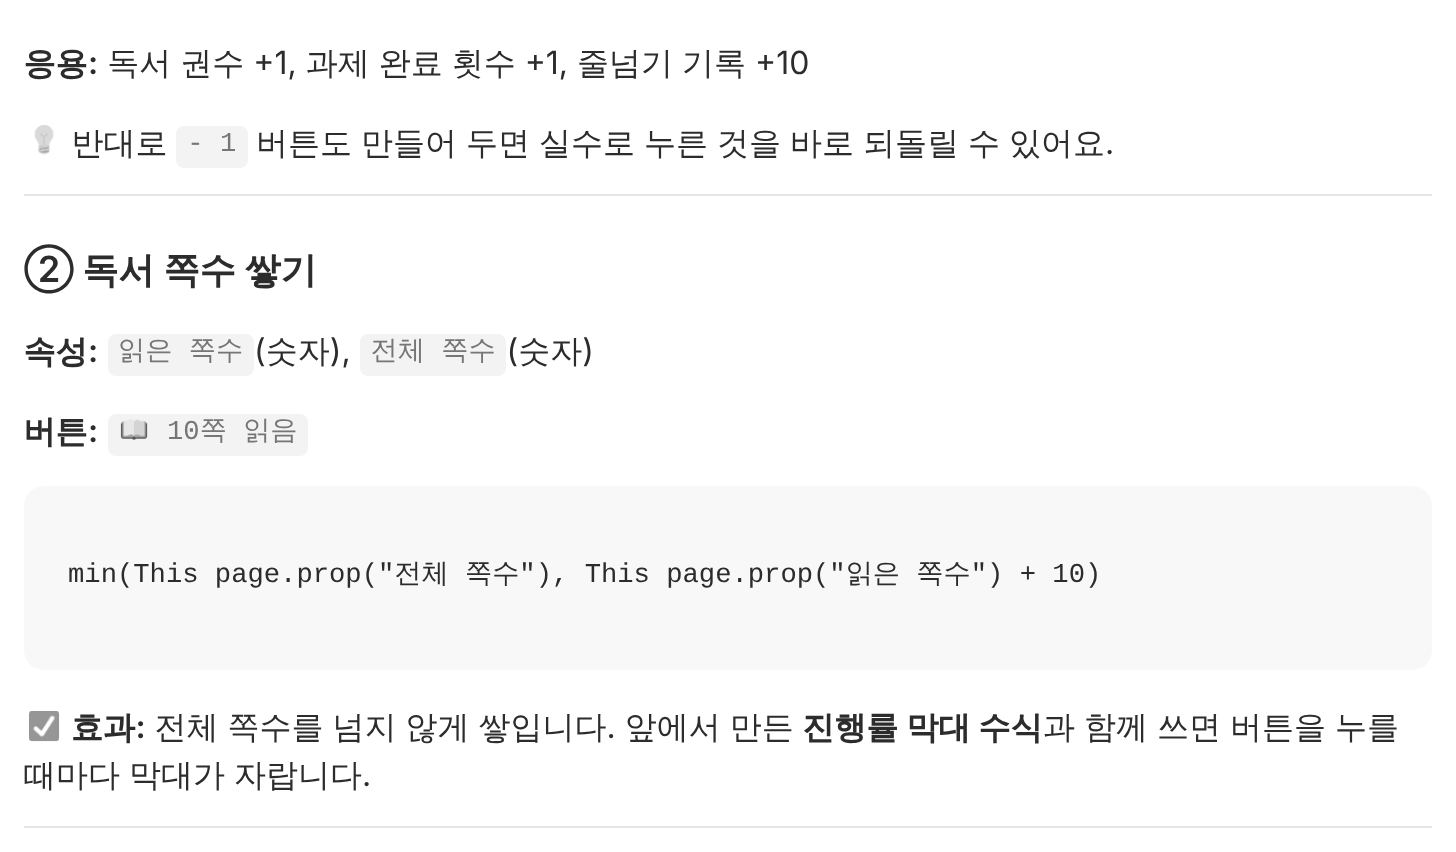 응용: 독서 권수 +1, 과제 완료 횟수 +1, 줄넘기 기록 +10
💡 반대로 - 1 버튼도 만들어 두면 실수로 누른 것을 바로 되돌릴 수 있어요.
② 독서 쪽수 쌓기
속성: 읽은 쪽수(숫자), 전체 쪽수(숫자)
버튼: 📖 10쪽 읽음
min(This page.prop("전체 쪽수"), This page.prop("읽은 쪽수") + 10)
☑ 효과: 전체 쪽수를 넘지 않게 쌓입니다. 앞에서 만든 진행률 막대 수식과 함께 쓰면 버튼을 누를
때마다 막대가 자랍니다.